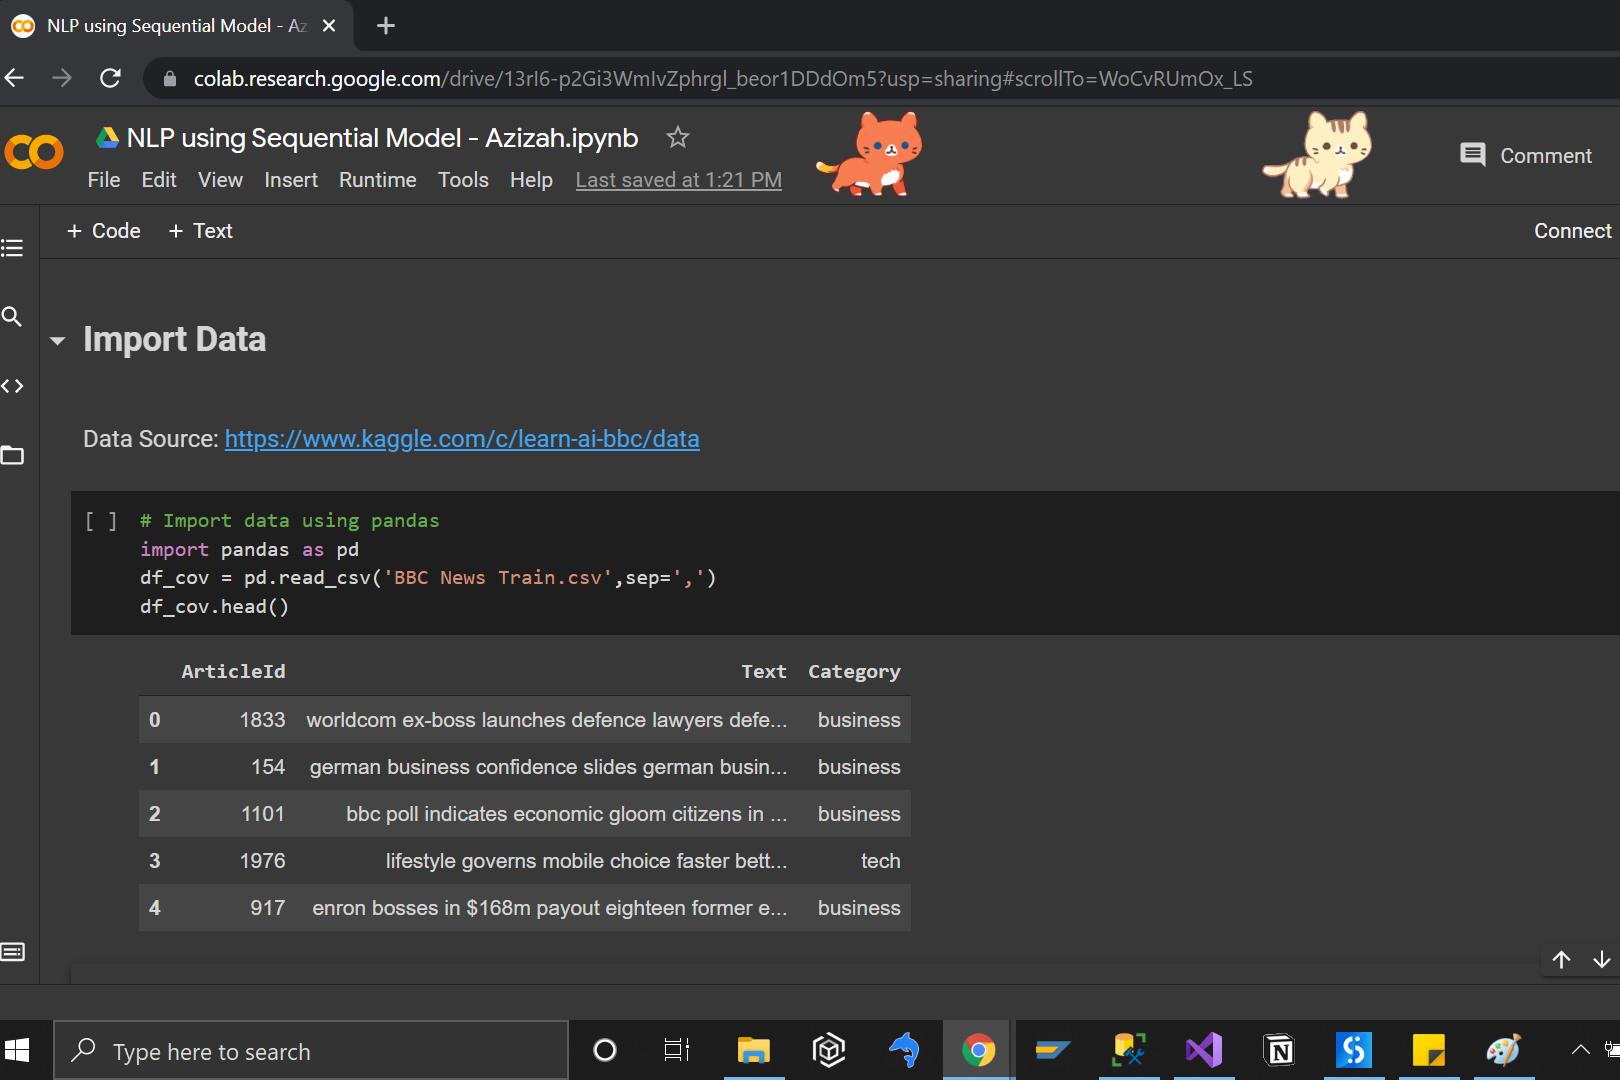 NLP using Sequential Model - Az
colab.research.google.com/drive/13rI6-p2Gi3WmIvZphrgl_beor1DDdOm5?usp=sharing#scrollTo=WoCvRUmOx_LS
NLP using Sequential Model - Azizah.ipynb
Comment
File Edit View Insert Runtime Tools Help Last saved at 1:21 PM
+ Code + Text Connect
Import Data
Data Source: https://www.kaggle.com/c/learn-ai-bbc/data
[ ] # Import data using pandas
import pandas as pd
df_cov = pd.read_csv('BBC News Train.csv',sep=',')
df_cov.head()
ArticleId Text Category
0 1833 worldcom ex-boss launches defence lawyers defe... business
1 154 german business confidence slides german busin... business
2 1101 bbc poll indicates economic gloom citizens in ... business
3 1976 lifestyle governs mobile choice faster bett... tech
4 917 enron bosses in $168m payout eighteen former e... business
Type here to search